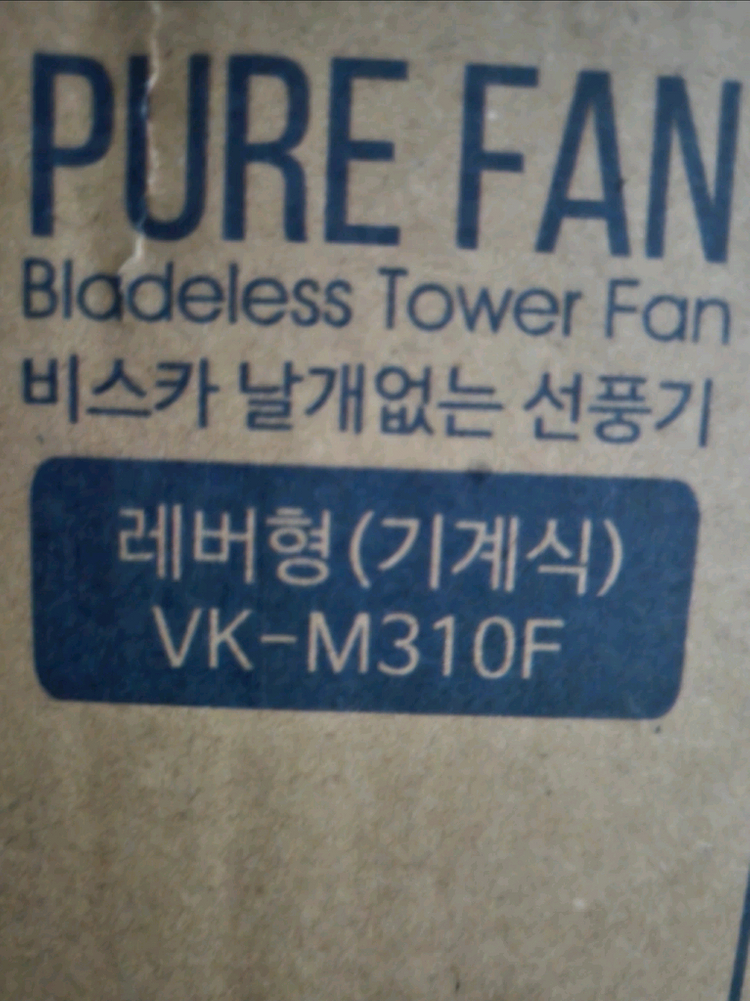 PURE FAN
Bladeless Tower Fan
비스카 날개없는 선풍기
레버형(기계식)
VK-M310F